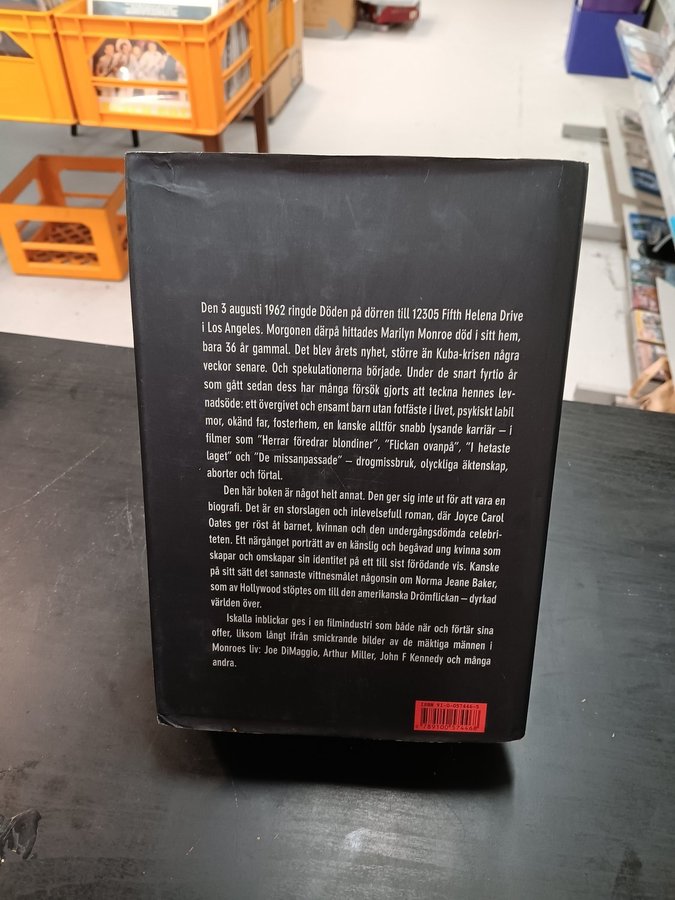 Den 3 augusti 1962 ringde Döden på dörren till 12305 Fifth Helena Drive
i Los Angeles. Morgonen därpå hittades Marilyn Monroe död i sitt hem,
bara 36 år gammal. Det blev årets nyhet, större än Kuba-krisen några
veckor senare. Och spekulationerna började. Under de snart fyrtio år
som gått sedan dess har många försök gjorts att teckna hennes lev-
nadsöde: ett övergivet och ensamt barn utan fotfäste i livet, psykiskt labil
mor, okänd far, fosterhem, en kanske alltför snabb lysande karriär – i
filmer som "Herrar föredrar blondiner", "Flickan ovanpå", "I hetaste
laget" och "De missanpassade" – drogmissbruk, olyckliga äktenskap,
aborter och förtal.
Den här boken är något helt annat. Den ger sig inte ut för att vara en
biografi. Det är en storslagen och inlevelsefull roman, där Joyce Carol
Oates ger röst åt barnet, kvinnan och den undergångsdömda celebri-
teten. Ett närgånget porträtt av en känslig och begåvad ung kvinna som
skapar och omskapar sin identitet på ett till sist förödande vis. Kanske
på sitt sätt det sannaste vittnesmålet någonsin om Norma Jeane Baker,
som av Hollywood stöptes om till den amerikanska Drömflickan – dyrkad
världen över.
Iskalla inblickar ges i en filmindustri som både när och förtär sina
offer, liksom långt ifrån smickrande bilder av de mäktiga männen i
Monroes liv: Joe DiMaggio, Arthur Miller, John F Kennedy och många
andra.
ISBN 91-0-057446-5
9789100574468